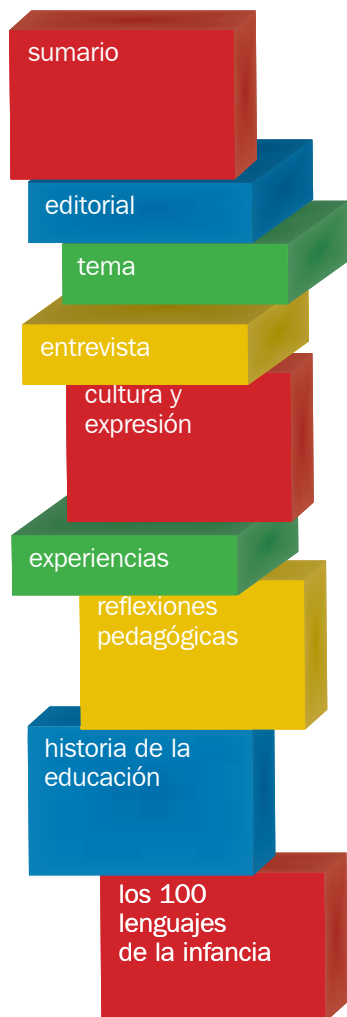 sumario
editorial
tema
entrevista
cultura y
expresión
experiencias
reflexiones
pedagógicas
historia de la
educación
los 100
lenguajes
de la infancia